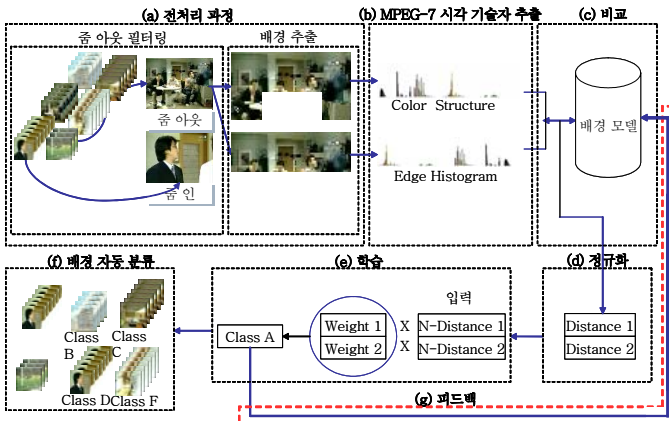 (a) 전처리 과정
(b) MPEG-7 시각 기술자 추출
(c) 비교
줌 아웃 필터링
배경 추출
줌 아웃
줌 인
Color Structure
Edge Histogram
배경 모델
(f) 배경 자동 분류
(e) 학습
(d) 정규화
Class B
Class C
Class D
Class F
Class A
입력
Weight 1 X N-Distance 1
Weight 2 X N-Distance 2
Distance 1
Distance 2
(g) 피드백